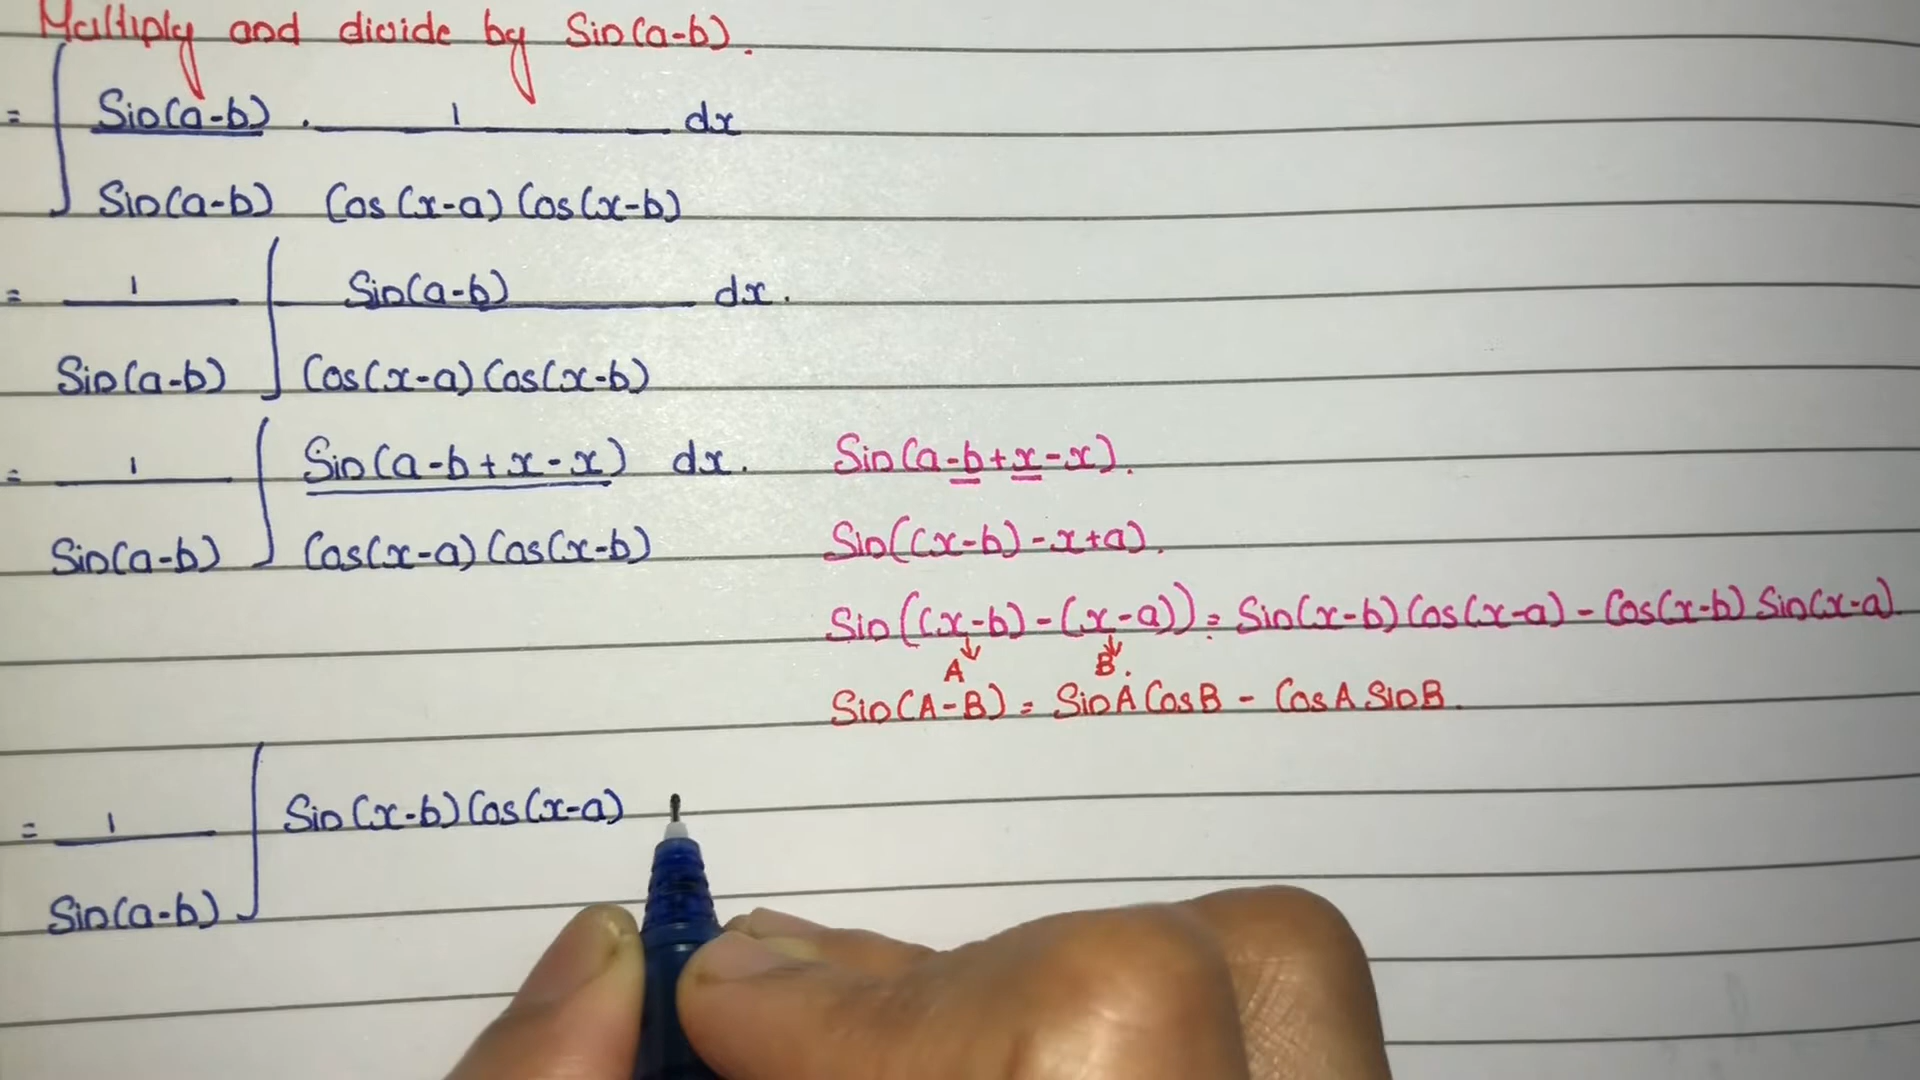 Multiply and divide by Sin(a-b).
= ∫ Sin(a-b) . 1 dx
Sin(a-b) Cos(x-a) Cos(x-b)
= 1 ∫ Sin(a-b) dx.
Sin(a-b) Cos(x-a) Cos(x-b)
= 1 ∫ Sin(a-b+x-x) dx.
Sin(a-b) Cos(x-a) Cos(x-b)
Sin(a-b+x-x).
Sin((x-b)-x+a).
Sin((x-b)-(x-a)) = Sin(x-b) Cos(x-a) - Cos(x-b) Sin(x-a)
A B.
Sin(A-B) = SinA CosB - CosA SinB.
= 1 ∫ Sin(x-b) Cos(x-a)
Sin(a-b)